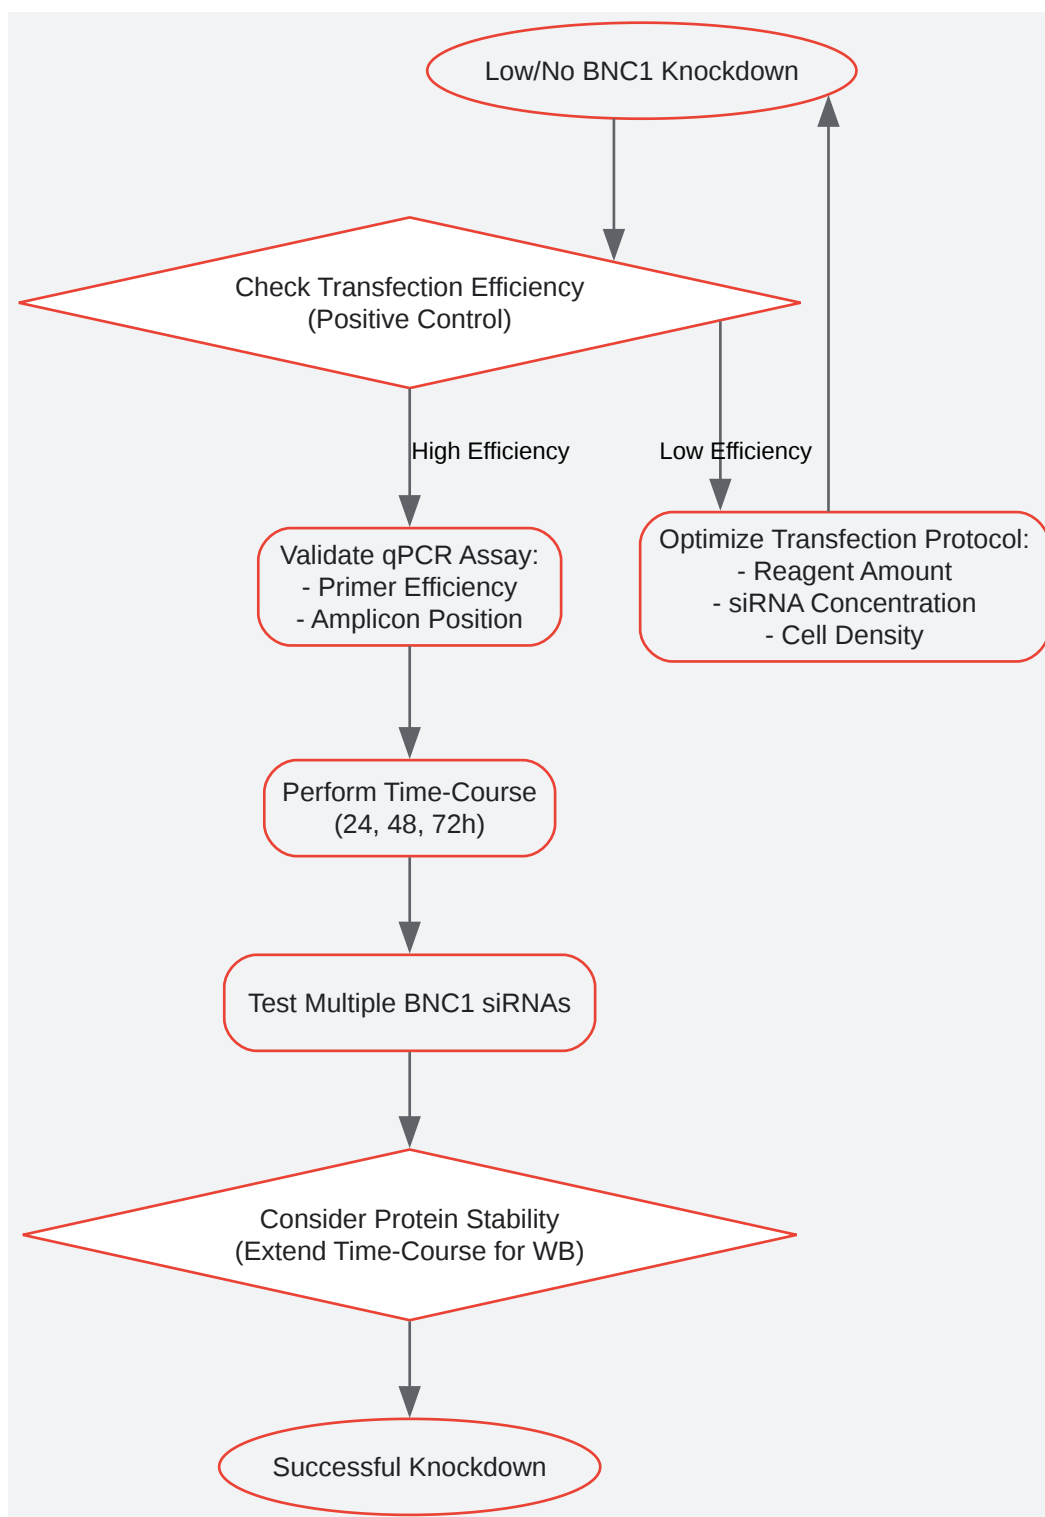 Low/No BNC1 Knockdown
Check Transfection Efficiency
(Positive Control)
High Efficiency
Low Efficiency
Validate qPCR Assay:
- Primer Efficiency
- Amplicon Position
Optimize Transfection Protocol:
- Reagent Amount
- siRNA Concentration
- Cell Density
Perform Time-Course
(24, 48, 72h)
Test Multiple BNC1 siRNAs
Consider Protein Stability
(Extend Time-Course for WB)
Successful Knockdown